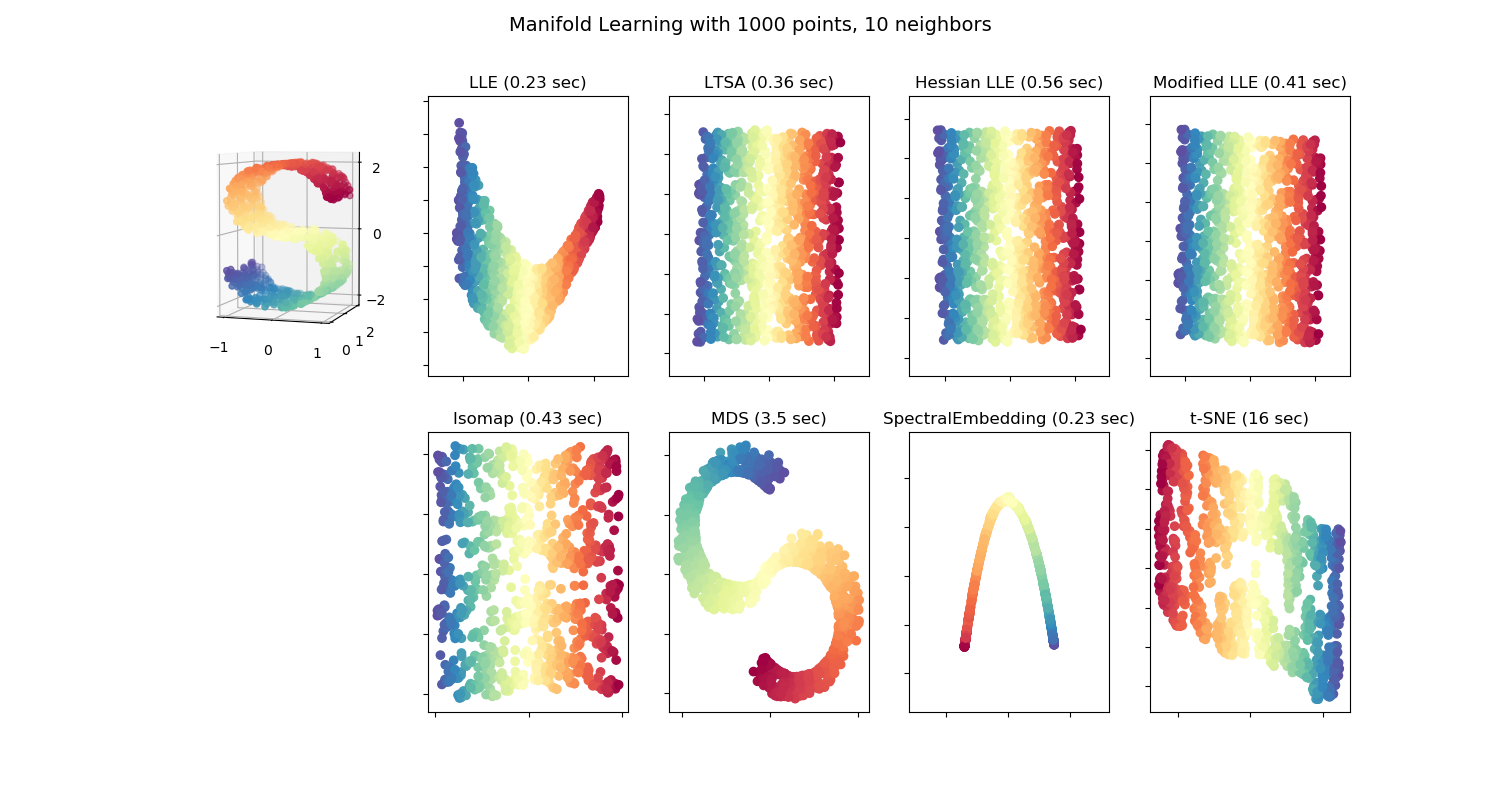 Manifold Learning with 1000 points, 10 neighbors
LLE (0.23 sec)
LTSA (0.36 sec)
Hessian LLE (0.56 sec)
Modified LLE (0.41 sec)
2
0
−2
−1
0
1
0
1
2
Isomap (0.43 sec)
MDS (3.5 sec)
SpectralEmbedding (0.23 sec)
t-SNE (16 sec)